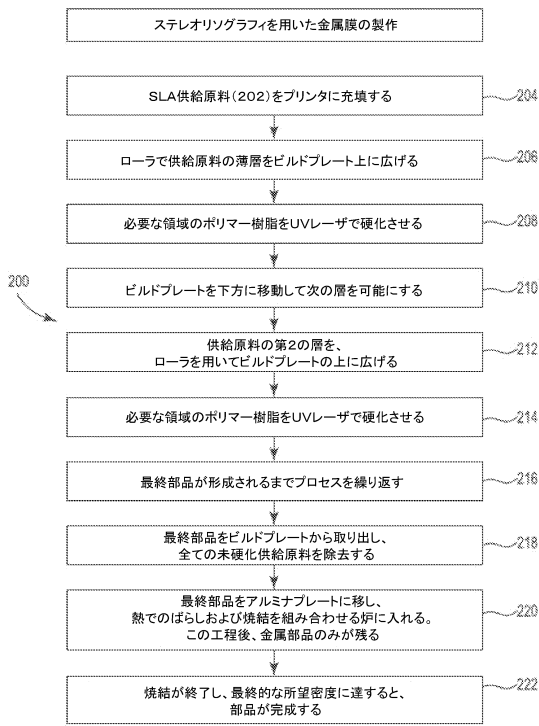 ステレオリソグラフィを用いた金属膜の製作
SLA供給原料(202)をプリンタに充填する
204
ローラで供給原料の薄層をビルドプレート上に広げる
206
必要な領域のポリマー樹脂をUVレーザで硬化させる
208
200
ビルドプレートを下方に移動して次の層を可能にする
210
供給原料の第2の層を、
ローラを用いてビルドプレートの上に広げる
212
必要な領域のポリマー樹脂をUVレーザで硬化させる
214
最終部品が形成されるまでプロセスを繰り返す
216
最終部品をビルドプレートから取り出し、
全ての未硬化供給原料を除去する
218
最終部品をアルミナプレートに移し、
熱でのばらしおよび焼結を組み合わせる炉に入れる。
この工程後、金属部品のみが残る
220
焼結が終了し、最終的な所望密度に達すると、
部品が完成する
222